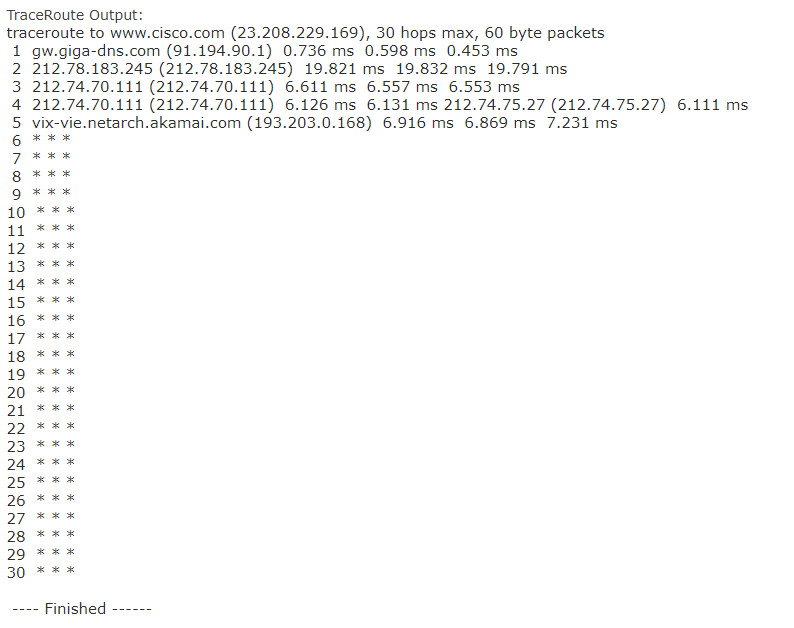 TraceRoute Output:
traceroute to www.cisco.com (23.208.229.169), 30 hops max, 60 byte packets
1 gw.giga-dns.com (91.194.90.1) 0.736 ms 0.598 ms 0.453 ms
2 212.78.183.245 (212.78.183.245) 19.821 ms 19.832 ms 19.791 ms
3 212.74.70.111 (212.74.70.111) 6.611 ms 6.557 ms 6.553 ms
4 212.74.70.111 (212.74.70.111) 6.126 ms 6.131 ms 212.74.75.27 (212.74.75.27) 6.111 ms
5 vix-vie.netarch.akamai.com (193.203.0.168) 6.916 ms 6.869 ms 7.231 ms
6 * * *
7 * * *
8 * * *
9 * * *
10 * * *
11 * * *
12 * * *
13 * * *
14 * * *
15 * * *
16 * * *
17 * * *
18 * * *
19 * * *
20 * * *
21 * * *
22 * * *
23 * * *
24 * * *
25 * * *
26 * * *
27 * * *
28 * * *
29 * * *
30 * * *
---- Finished ------